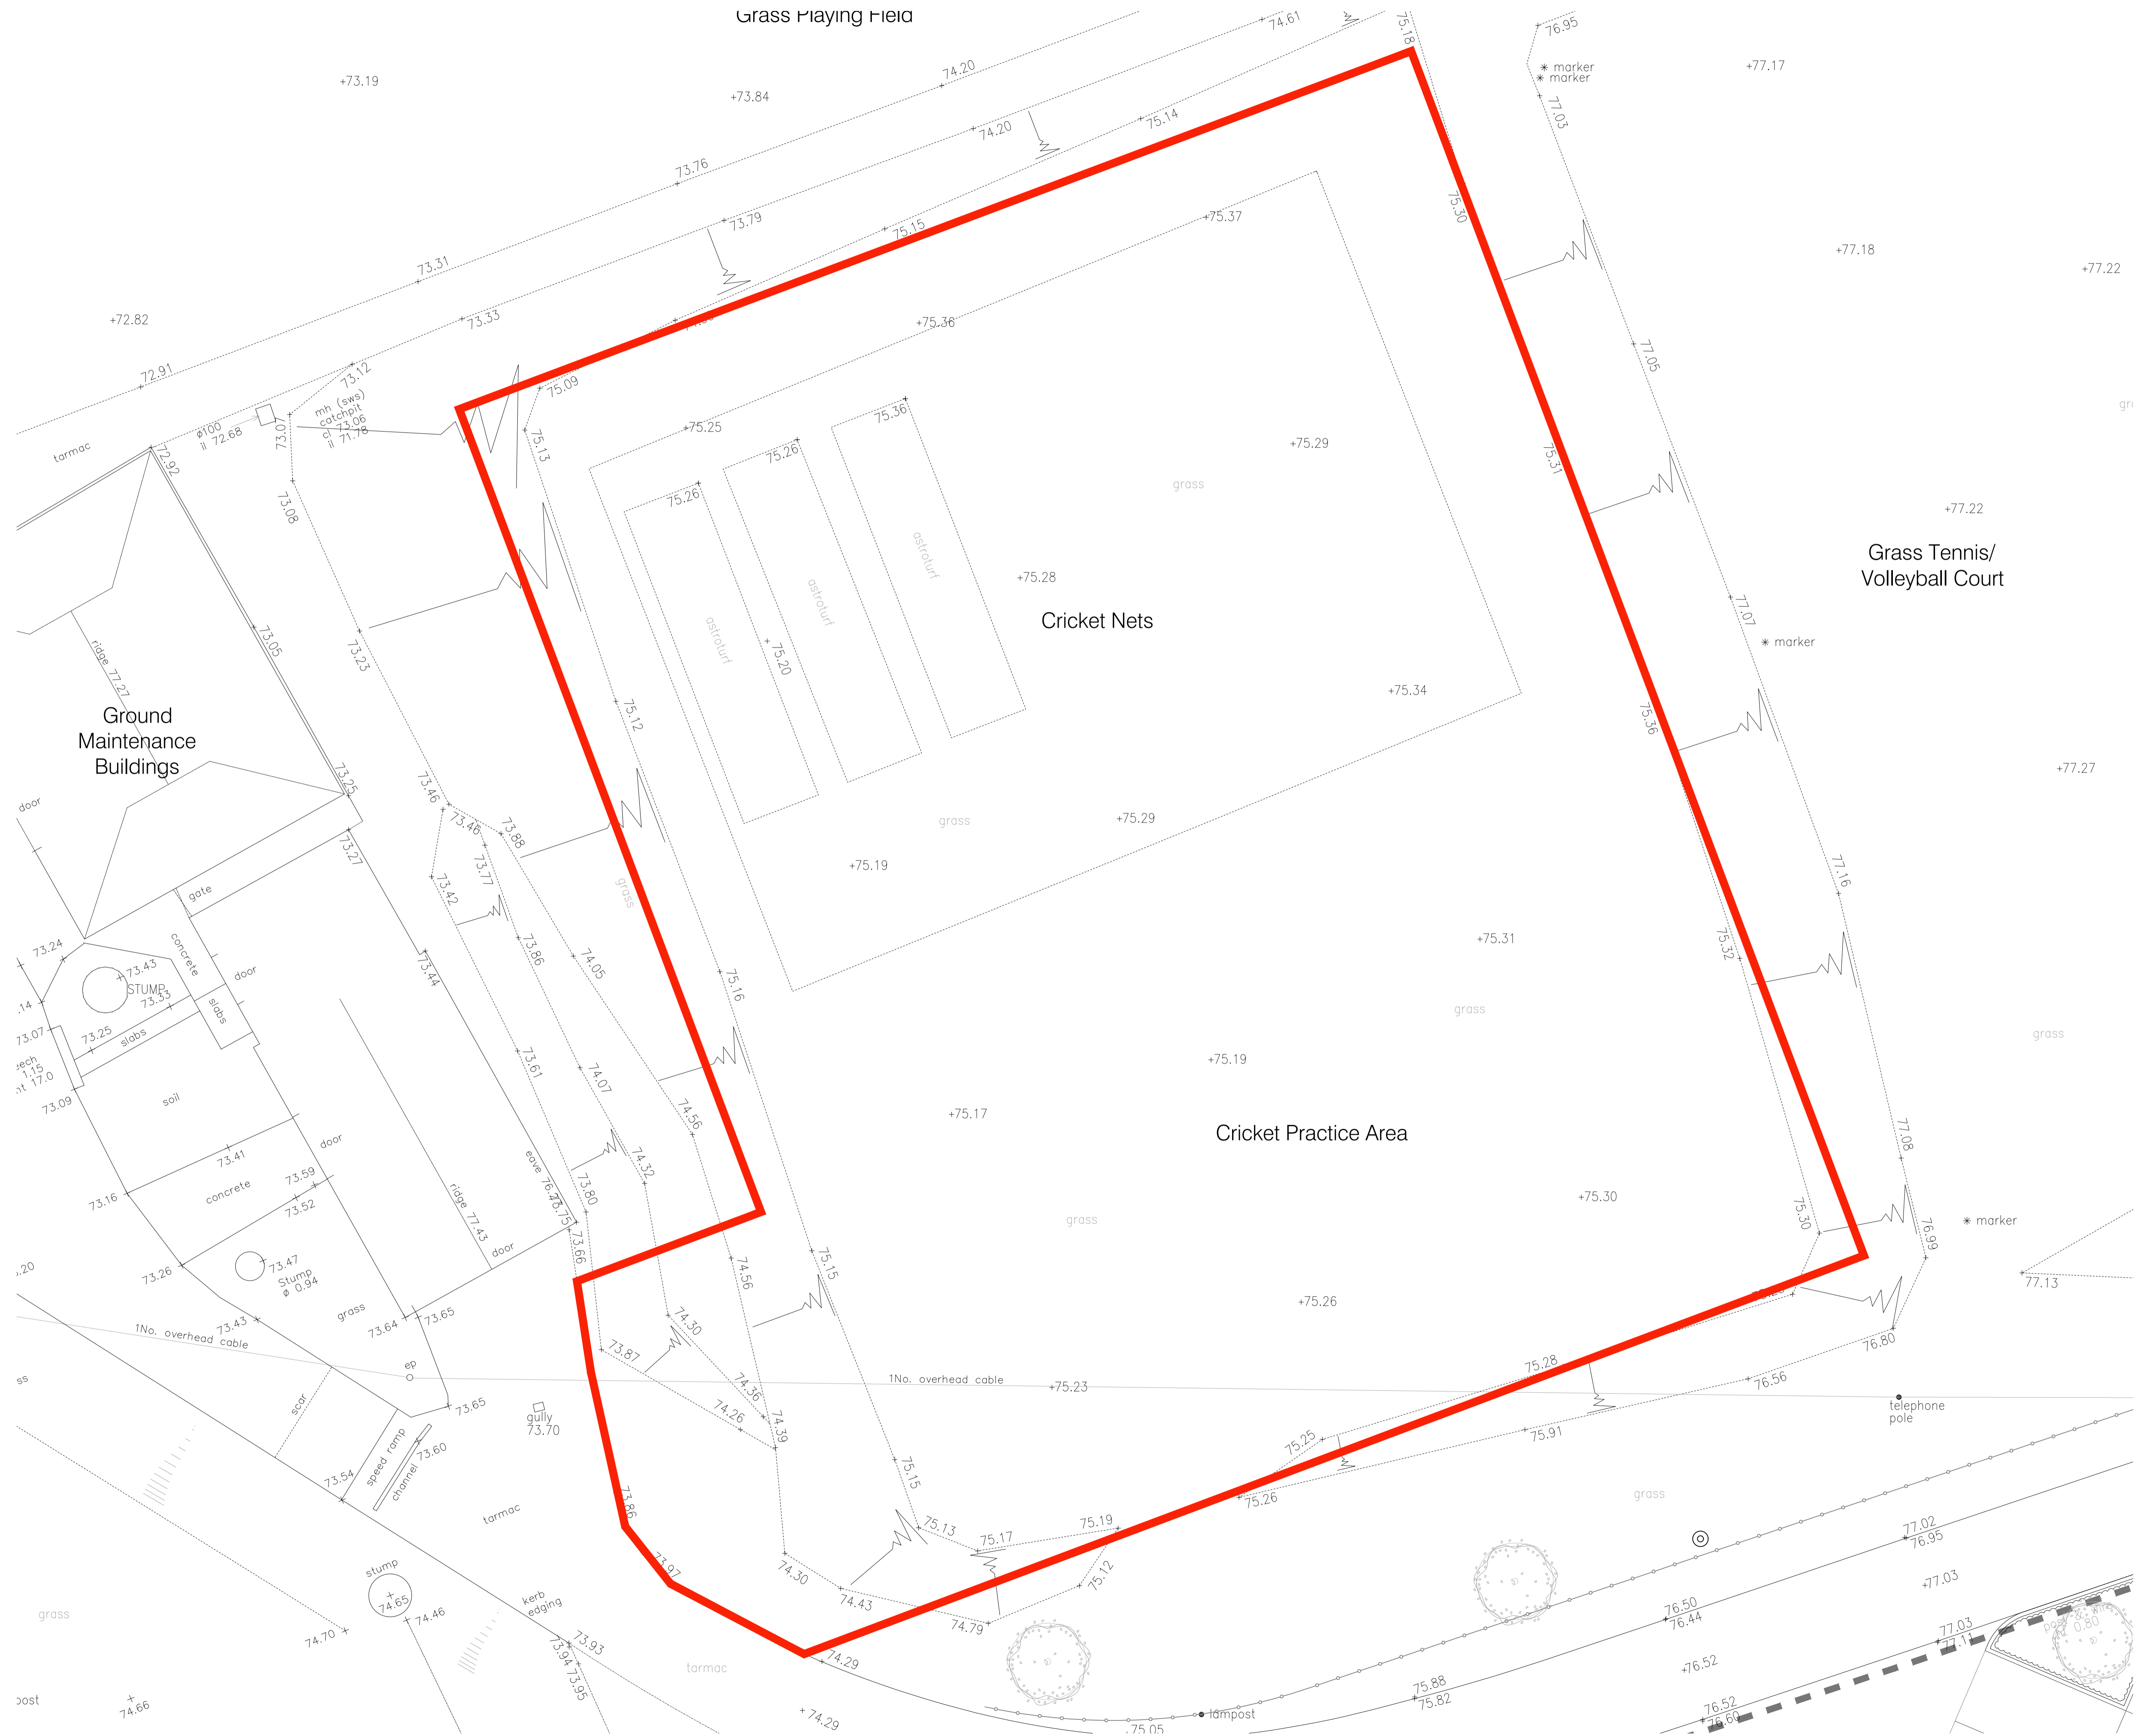 Grass Playing Field
75.18
74.61
+76.95
marker
marker
+77.17
+73.19
+73.84
74.20
77.03
74.20
75.14
73.76
73.79
75.15
75.30
+75.37
+77.18
+77.22
73.31
73.33
+75.36
+72.82
72.91
73.12
mh (sws)
catchpit
cl 73.06
il 71.78
ø100
il 72.68
73.07
75.09
77.05
tarmac
72.92
75.13
+75.25
75.36
75.26
75.26
+75.29
75.31
grass
73.08
+77.22
Grass Tennis/
Volleyball Court
astroturf
astroturf
astroturf
+75.28
77.07
marker
Cricket Nets
73.05
73.23
75.20
ridge 77.27
+75.34
75.12
75.36
Ground
Maintenance
Buildings
+77.27
door
73.25
73.46
73.46
73.88
73.27
grass
+75.29
73.77
+75.19
77.16
gate
73.42
grass
73.24
concrete
73.86
+75.31
75.32
73.44
74.05
73.43
STUMP
73.33
door
75.16
slabs
grass
73.07
73.25
slabs
grass
73.61
+75.19
74.07
73.09
soil
+75.17
Cricket Practice Area
74.56
77.08
door
73.41
74.32
eave 76.27
73.59
73.16
concrete
73.52
73.80
73.75
+75.30
75.30
marker
grass
ridge 77.43
73.66
door
76.99
73.26
73.47
Stump
ø 0.94
75.15
74.56
77.13
grass
+75.26
73.43
73.64
73.65
74.30
1No. overhead cable
73.87
76.80
ep
75.28
76.56
1No. overhead cable
+75.23
scar
73.65
74.36
telephone
pole
gully
73.70
74.26
74.39
75.25
75.91
speed ramp
73.60
channel
73.54
75.15
75.26
grass
73.86
tarmac
75.13
75.17
75.19
77.02
76.95
73.97
74.30
75.12
stump
74.65
74.46
74.43
+77.03
kerb
edging
74.79
76.50
76.44
grass
74.70
73.93
73.94
73.95
77.03
77.11
74.29
tarmac
+76.52
75.88
75.82
74.66
+74.29
lampost
76.52
76.60
+75.05